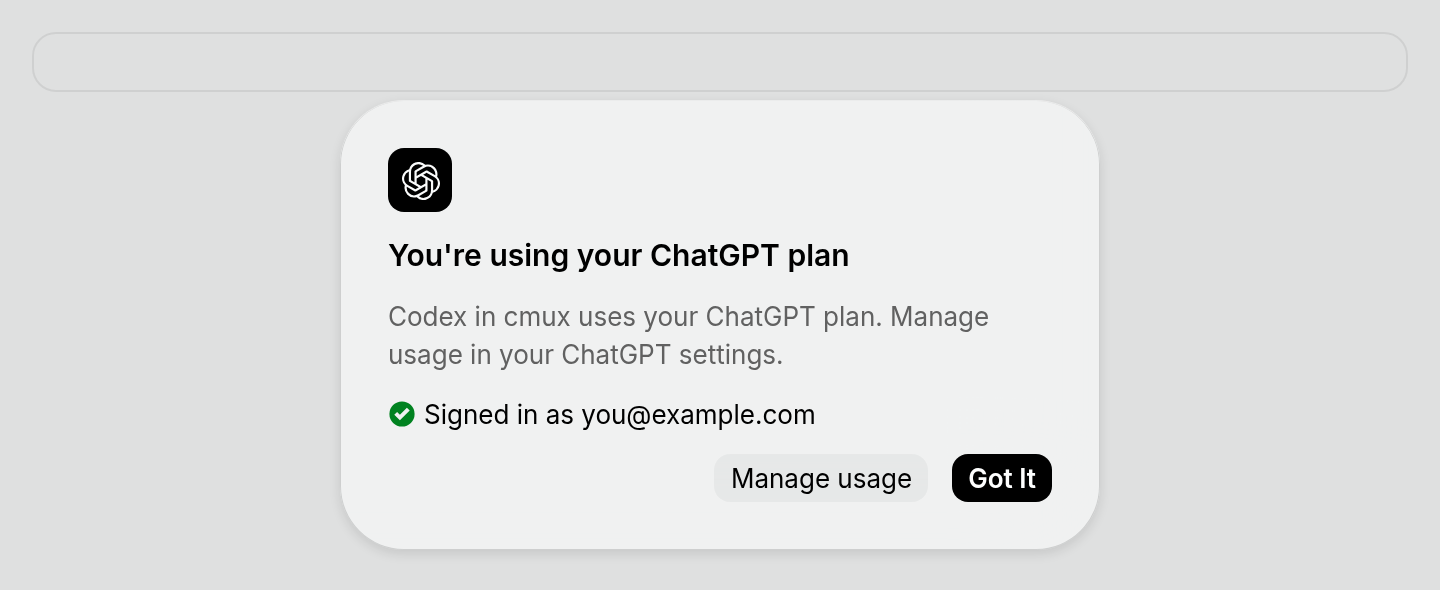 You're using your ChatGPT plan
Codex in cmux uses your ChatGPT plan. Manage
usage in your ChatGPT settings.
Signed in as you@example.com
Manage usage
Got It